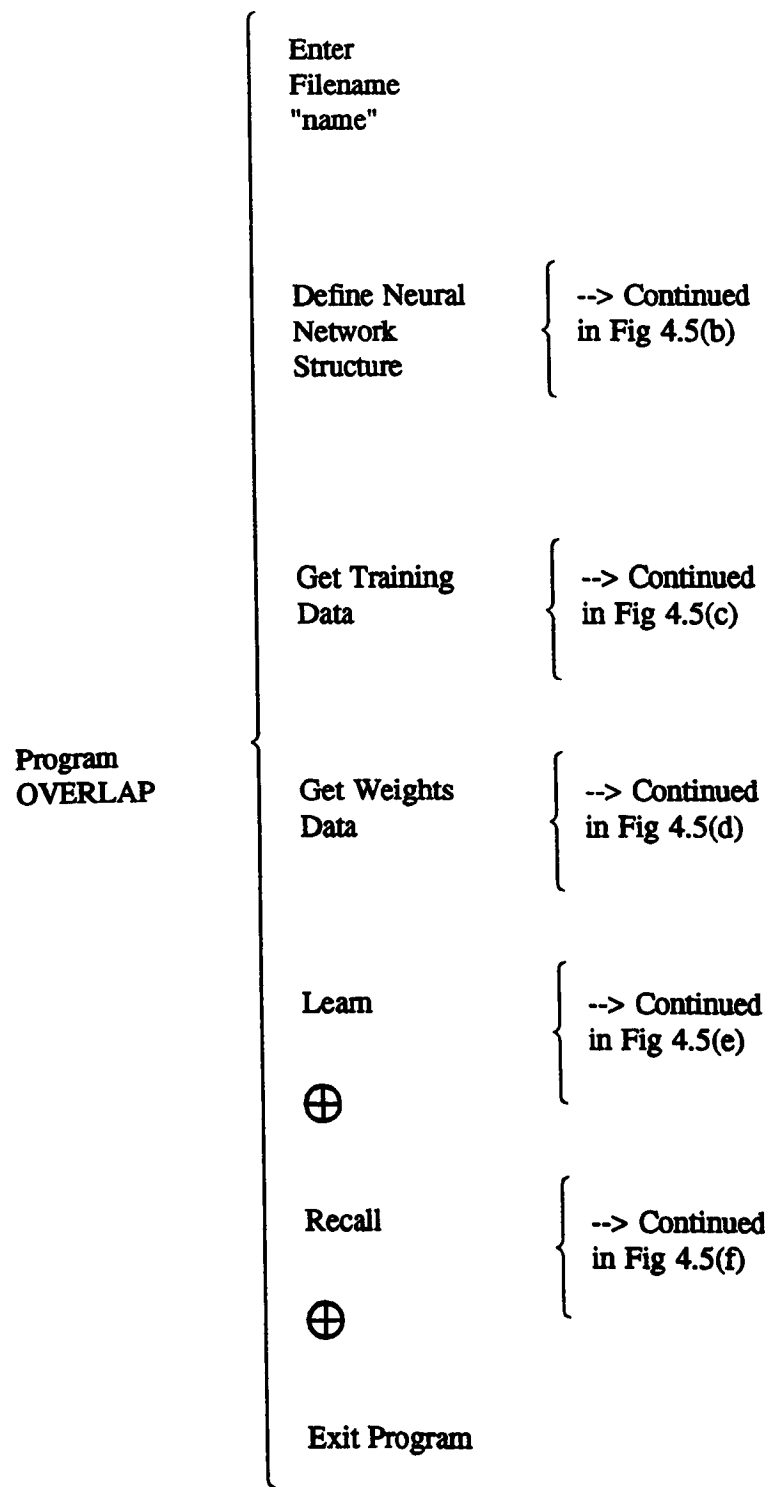 Enter
Filename
"name"
Define Neural
Network
Structure
--> Continued
in Fig 4.5(b)
Get Training
Data
--> Continued
in Fig 4.5(c)
Program
OVERLAP
Get Weights
Data
--> Continued
in Fig 4.5(d)
Learn
--> Continued
in Fig 4.5(e)
Recall
--> Continued
in Fig 4.5(f)
Exit Program